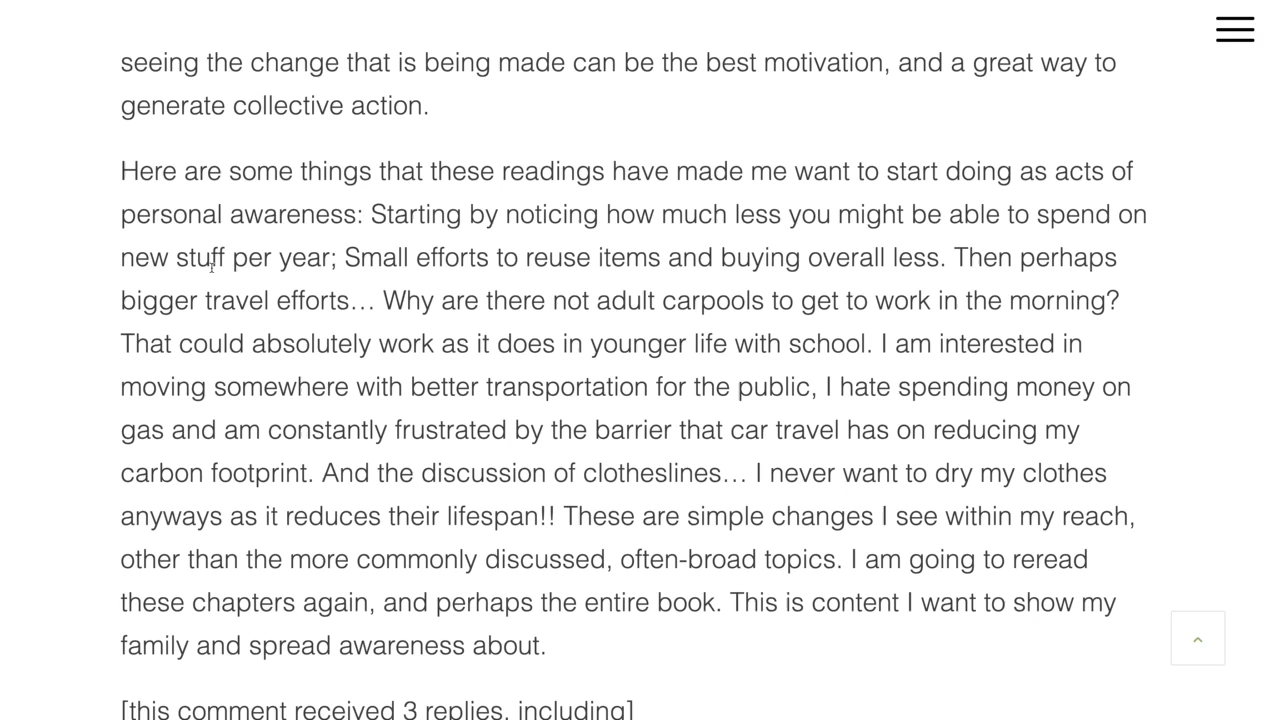 seeing the change that is being made can be the best motivation, and a great way to
generate collective action.
Here are some things that these readings have made me want to start doing as acts of
personal awareness: Starting by noticing how much less you might be able to spend on
new stuff per year; Small efforts to reuse items and buying overall less. Then perhaps
bigger travel efforts… Why are there not adult carpools to get to work in the morning?
That could absolutely work as it does in younger life with school. I am interested in
moving somewhere with better transportation for the public, I hate spending money on
gas and am constantly frustrated by the barrier that car travel has on reducing my
carbon footprint. And the discussion of clotheslines… I never want to dry my clothes
anyways as it reduces their lifespan!! These are simple changes I see within my reach,
other than the more commonly discussed, often-broad topics. I am going to reread
these chapters again, and perhaps the entire book. This is content I want to show my
family and spread awareness about.
[this comment received 3 replies, including]